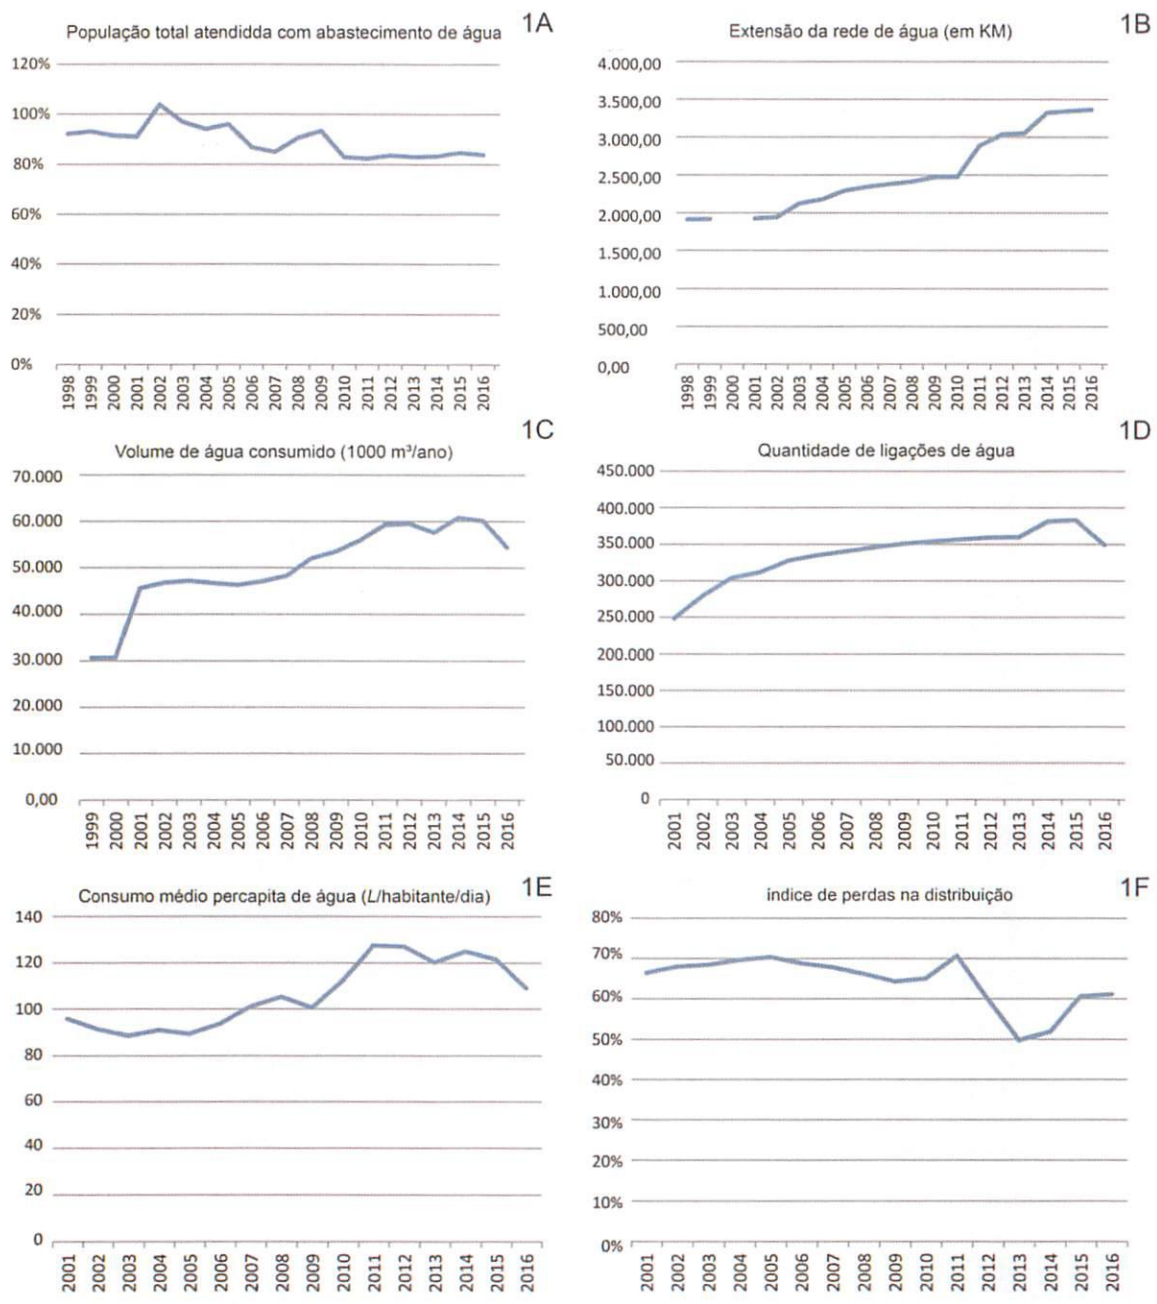 População total atendidda com abastecimento de água
1A
120%
100%
80%
60%
40%
20%
0%
1998 1999 2000 2001 2002 2003 2004 2005 2006 2007 2008 2009 2010 2011 2012 2013 2014 2015 2016
Extensão da rede de água (em KM)
1B
4.000,00
3.500,00
3.000,00
2.500,00
2.000,00
1.500,00
1.000,00
500,00
0,00
1998 1999 2000 2001 2002 2003 2004 2005 2006 2007 2008 2009 2010 2011 2012 2013 2014 2015 2016
1C
Volume de água consumido (1000 m³/ano)
70.000
60.000
50.000
40.000
30.000
20.000
10.000
0,00
1999 2000 2001 2002 2003 2004 2005 2006 2007 2008 2009 2010 2011 2012 2013 2014 2015 2016
1D
Quantidade de ligações de água
450.000
400.000
350.000
300.000
250.000
200.000
150.000
100.000
50.000
0
2001 2002 2003 2004 2005 2006 2007 2008 2009 2010 2011 2012 2013 2014 2015 2016
1E
Consumo médio percapita de água (L/habitante/dia)
140
120
100
80
60
40
20
0
2001 2002 2003 2004 2005 2006 2007 2008 2009 2010 2011 2012 2013 2014 2015 2016
1F
índice de perdas na distribuição
80%
70%
60%
50%
40%
30%
20%
10%
0%
2001 2002 2003 2004 2005 2006 2007 2008 2009 2010 2011 2012 2013 2014 2015 2016